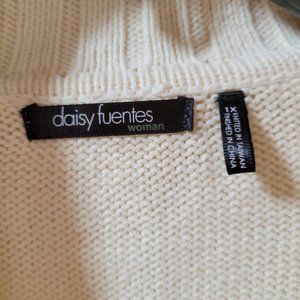 daisy fuentes
woman
1X
KNITTED IN TAIWAN
FINISHED IN CHINA